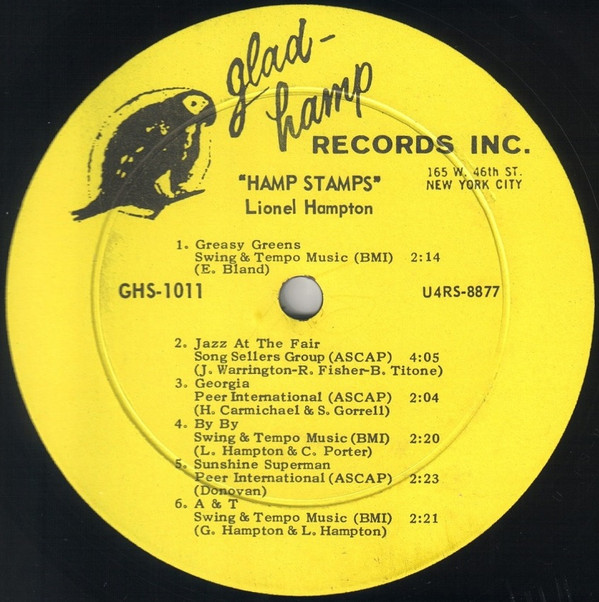 glad-
hamp
RECORDS INC.
165 W. 46th ST.
NEW YORK CITY
"HAMP STAMPS"
Lionel Hampton
1. Greasy Greens
Swing & Tempo Music (BMI) 2:14
(E. Bland)
GHS-1011 U4RS-8877
2. Jazz At The Fair
Song Sellers Group (ASCAP) 4:05
(J. Warrington-R. Fisher-B. Titone)
3. Georgia
Peer International (ASCAP) 2:04
(H. Carmichael & S. Gorrell)
4. By By
Swing & Tempo Music (BMI) 2:20
(L. Hampton & C. Porter)
5. Sunshine Superman
Peer International (ASCAP) 2:23
(Donovan)
6. A & T
Swing & Tempo Music (BMI) 2:21
(G. Hampton & L. Hampton)